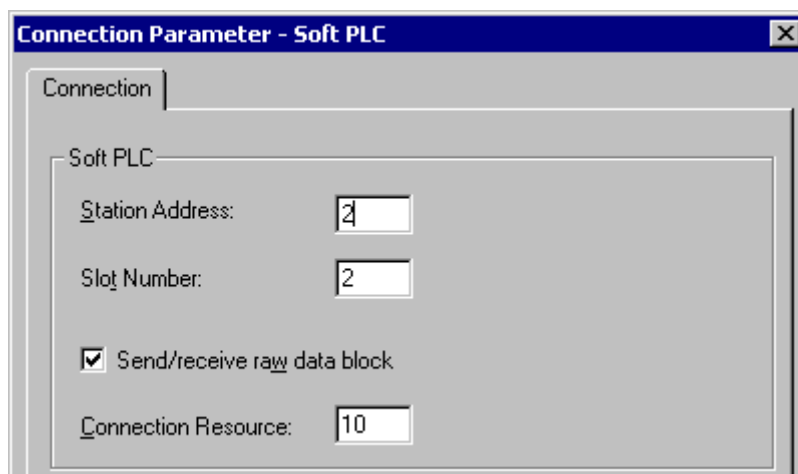 Connection Parameter - Soft PLC
Connection
Soft PLC
Station Address: 2
Slot Number: 2
Send/receive raw data block
Connection Resource: 10